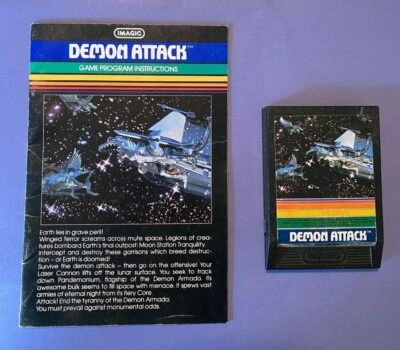 IMAGIC
DEMON ATTACK™
GAME PROGRAM INSTRUCTIONS
Earth lies in grave peril!
Winged terror screams across mute space. Legions of crea-
tures bombard Earth's final outpost: Moon Station Tranquility.
Intercept and destroy these garrisons which breed destruc-
tion – or Earth is doomed!
Survive the demon attack – then go on the offensive! Your
Laser Cannon lifts off the lunar surface. You seek to track
down Pandemonium, flagship of the Demon Armada. Its
awesome bulk seems to fill space with menace. It spews vast
armies of eternal night from its fiery Core.
Attack! End the tyranny of the Demon Armada.
You must prevail against monumental odds.
DEMON ATTACK